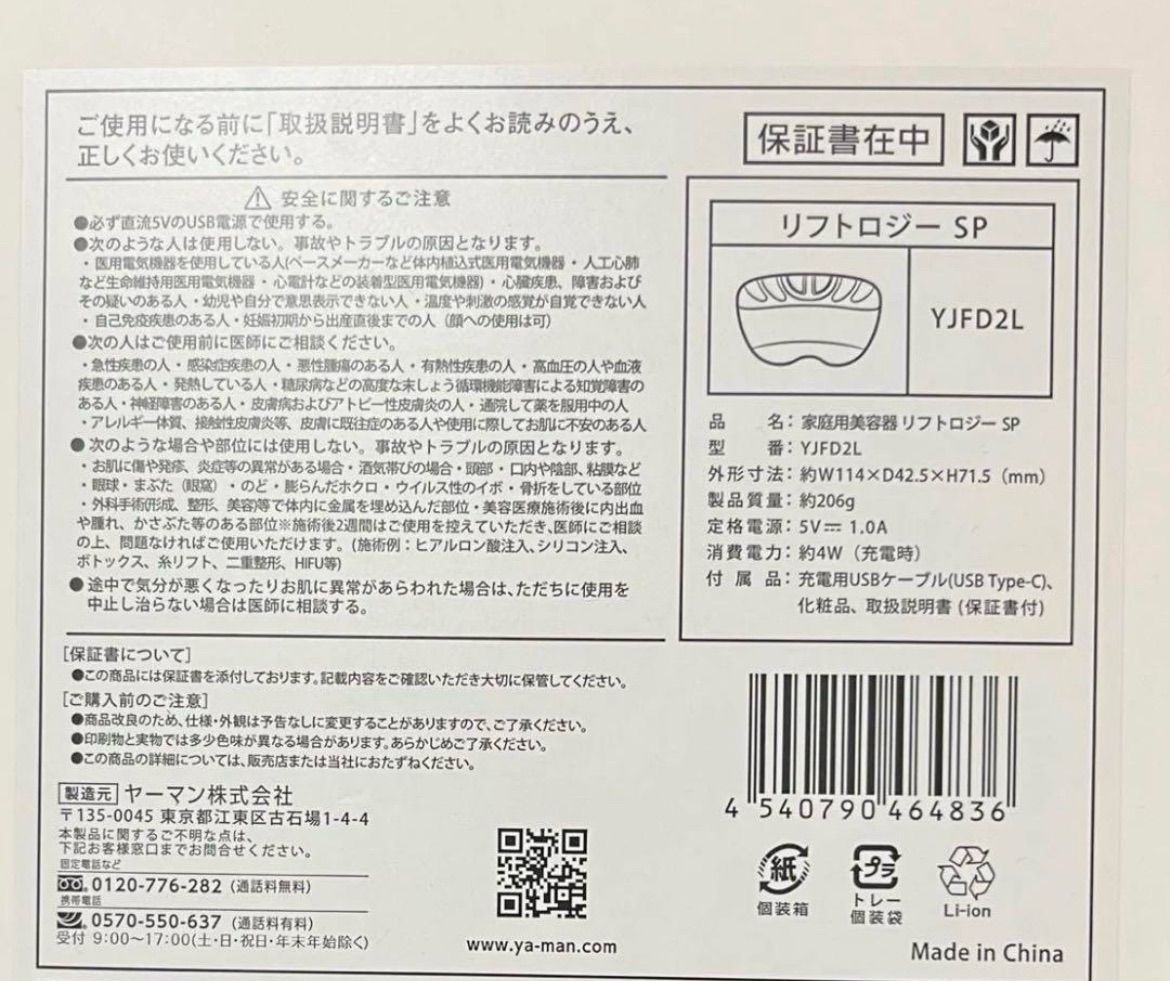 ご使用になる前に「取扱説明書」をよくお読みのうえ、
正しくお使いください。
保証書在中
安全に関するご注意
●必ず直流5VのUSB電源で使用する。
●次のような人は使用しない。事故やトラブルの原因となります。
・医用電気機器を使用している人(ペースメーカーなど体内植込式医用電気機器・人工心肺
など生命維持用医用電気機器・心電計などの装着型医用電気機器)・心臓疾患、障害および
その疑いのある人・幼児や自分で意思表示できない人・温度や刺激の感覚が自覚できない人
・自己免疫疾患のある人・妊娠初期から出産直後までの人（顔への使用は可）
●次の人はご使用前に医師にご相談ください。
・急性疾患の人・感染症疾患の人・悪性腫瘍のある人・有熱性疾患の人・高血圧の人や血液
疾患のある人・発熱している人・糖尿病などの高度な末しょう循環機能障害による知覚障害の
ある人・神経障害のある人・皮膚病およびアトピー性皮膚炎の人・通院して薬を服用中の人
・アレルギー体質、接触性皮膚炎等、皮膚に既往症のある人や使用に際してお肌に不安のある人
●次のような場合や部位には使用しない。事故やトラブルの原因となります。
・お肌に傷や発疹、炎症等の異常がある場合・酒気帯びの場合・頭部・口内や陰部、粘膜など
・眼球・まぶた（眼窩）・のど・膨らんだホクロ・ウイルス性のイボ・骨折をしている部位
・外科手術(形成、整形、美容)等で体内に金属を埋め込んだ部位・美容医療施術後に内出血
や腫れ、かさぶた等のある部位※施術後2週間はご使用を控えていただき、医師にご相談
の上、問題なければご使用いただけます。(施術例：ヒアルロン酸注入、シリコン注入、
ボトックス、糸リフト、二重整形、HIFU等)
●途中で気分が悪くなったりお肌に異常があらわれた場合は、ただちに使用を
中止し治らない場合は医師に相談する。
リフトロジー SP
YJFD2L
品　名：家庭用美容器 リフトロジー SP
型　番：YJFD2L
外形寸法：約W114×D42.5×H71.5（mm）
製品質量：約206g
定格電源：5V⎓1.0A
消費電力：約4W（充電時）
付属品：充電用USBケーブル(USB Type-C)、
化粧品、取扱説明書（保証書付）
［保証書について］
●この商品には保証書を添付しております。記載内容をご確認いただき大切に保管してください。
［ご購入前のご注意］
●商品改良のため、仕様・外観は予告なしに変更することがありますので、ご了承ください。
●印刷物と実物では多少色味が異なる場合があります。あらかじめご了承ください。
●この商品の詳細については、販売店または当社におたずねください。
製造元 ヤーマン株式会社
〒135-0045 東京都江東区古石場1-4-4
本製品に関するご不明な点は、
下記お客様窓口までお問合せください。
固定電話など
0120-776-282（通話料無料）
携帯電話
0570-550-637（通話料有料）
受付 9:00～17:00(土・日・祝日・年末年始除く)
www.ya-man.com
4 540790 464836
紙
個装箱
プラ
トレー
個装袋
Li-ion
Made in China